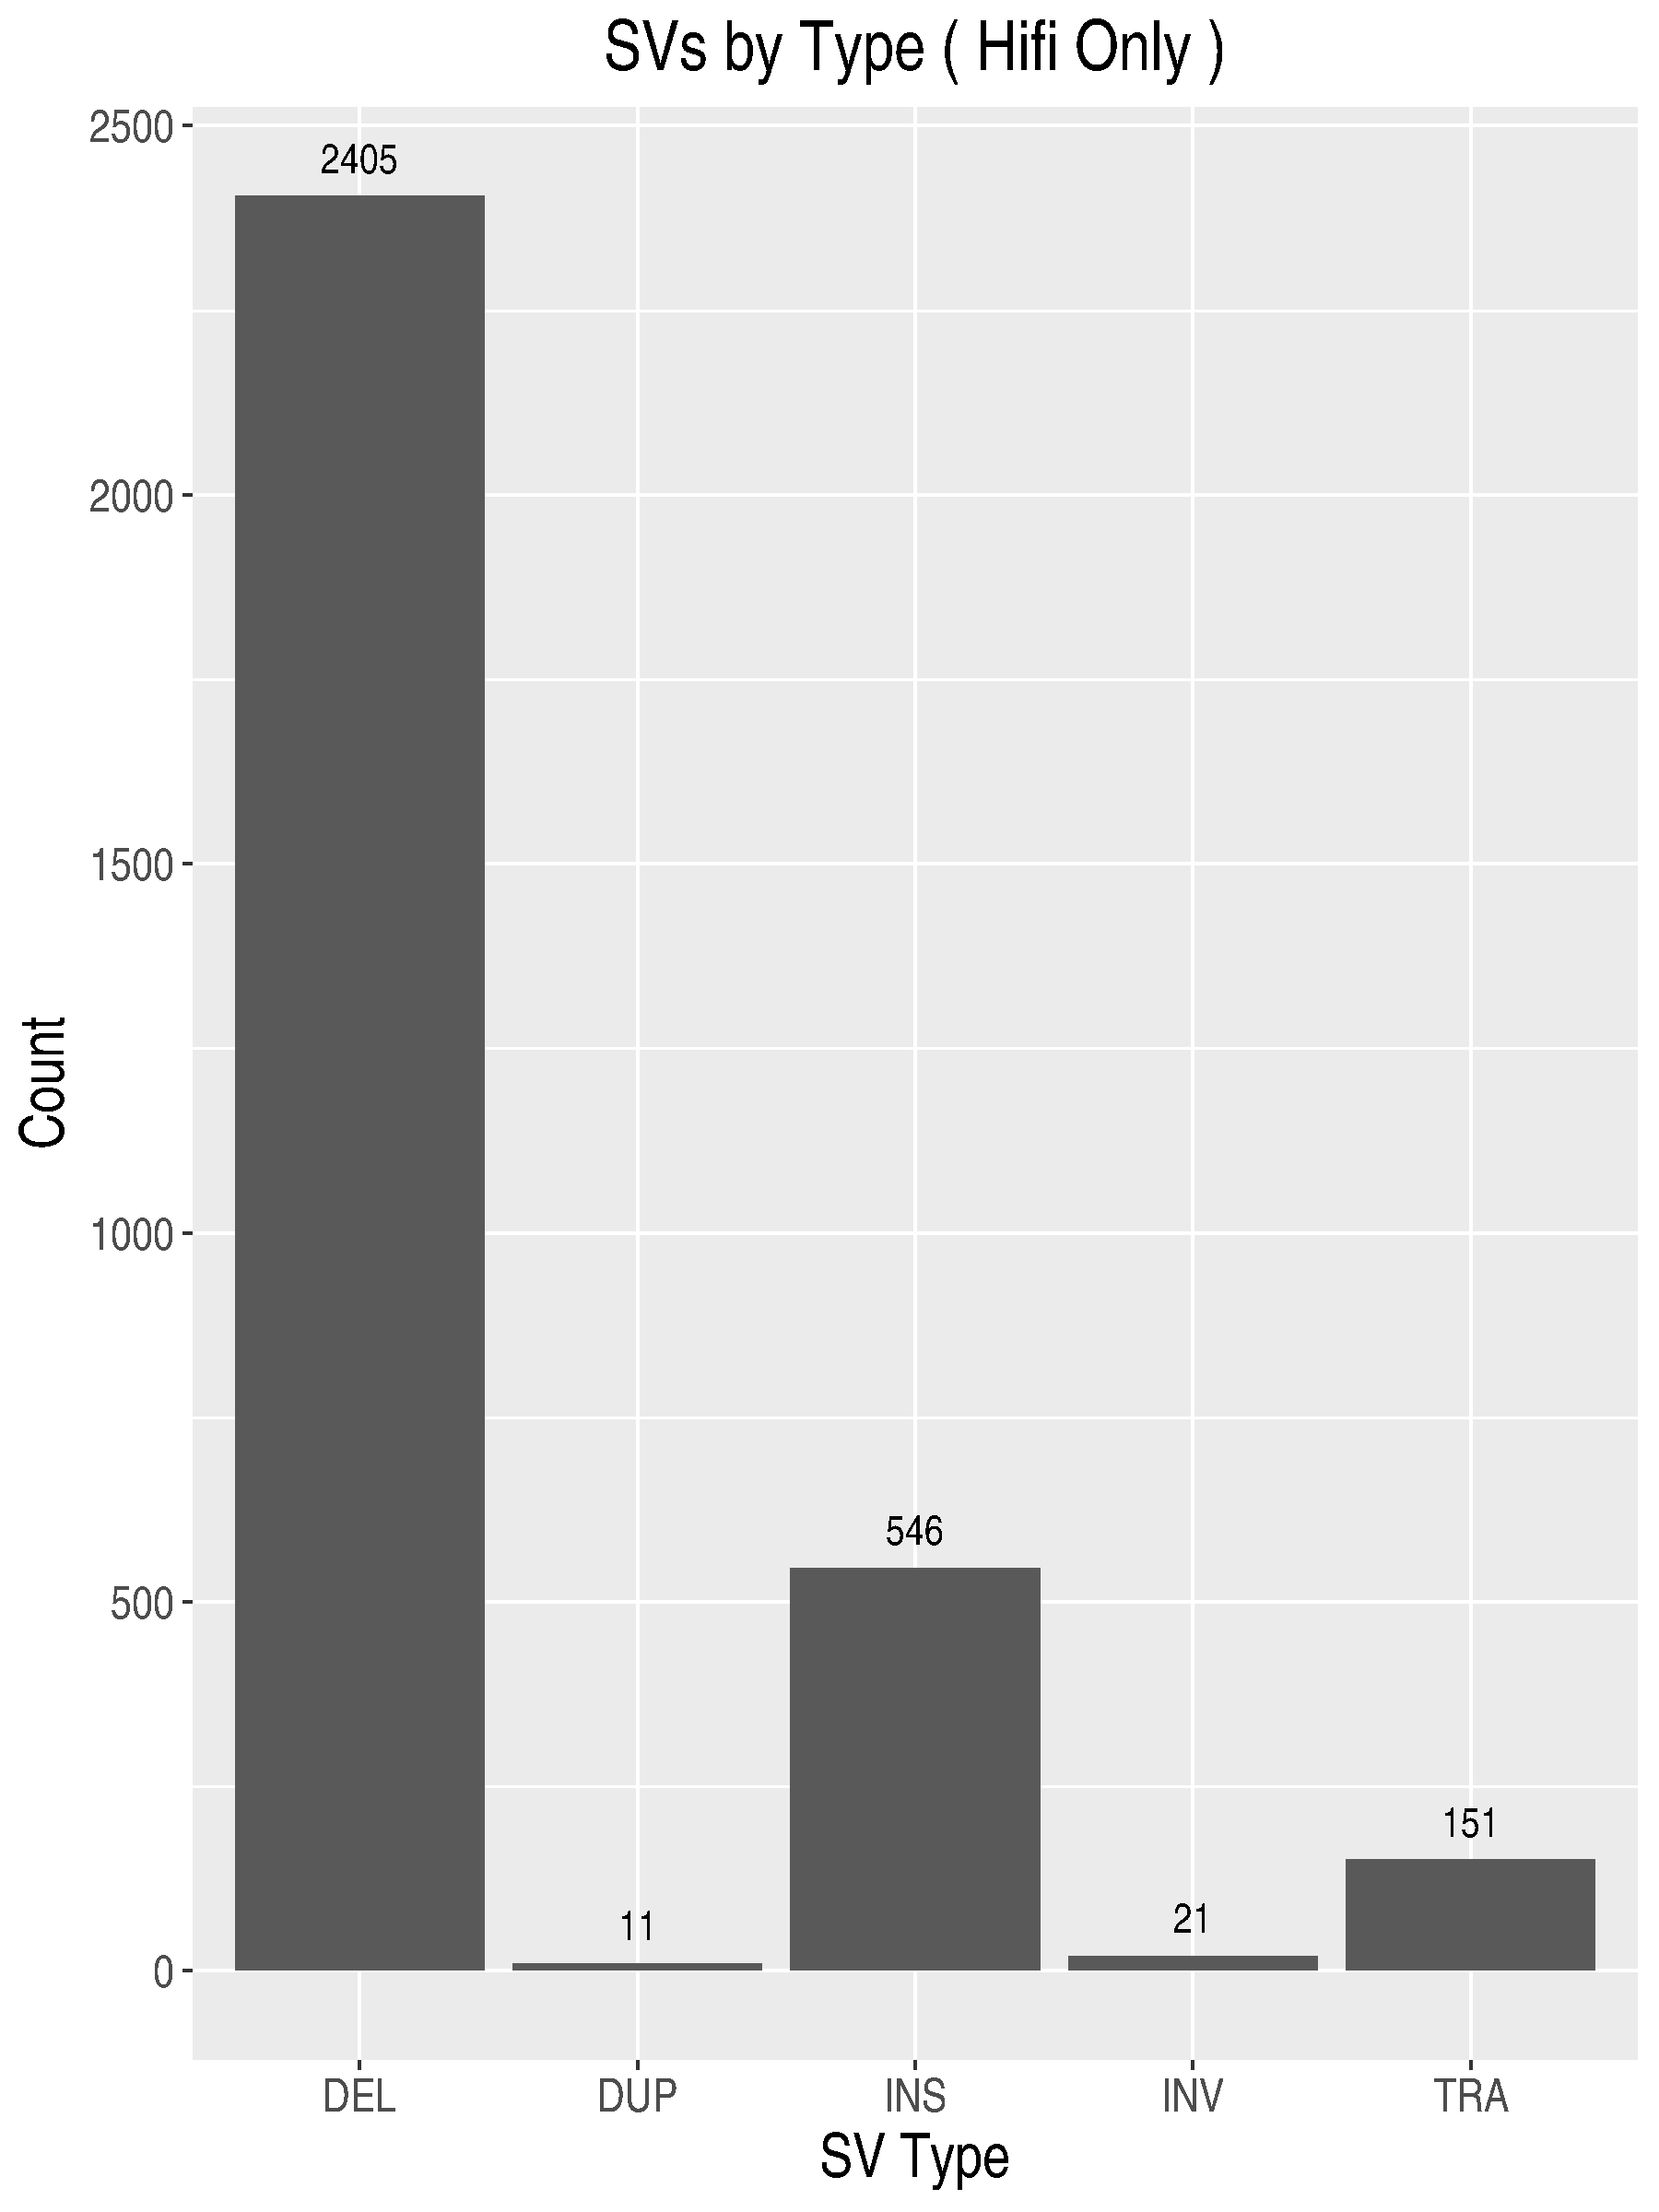 SVs by Type ( Hifi Only )
2500
2000
1500
1000
500
0
Count
2405
11
546
21
151
DEL DUP INS INV TRA
SV Type